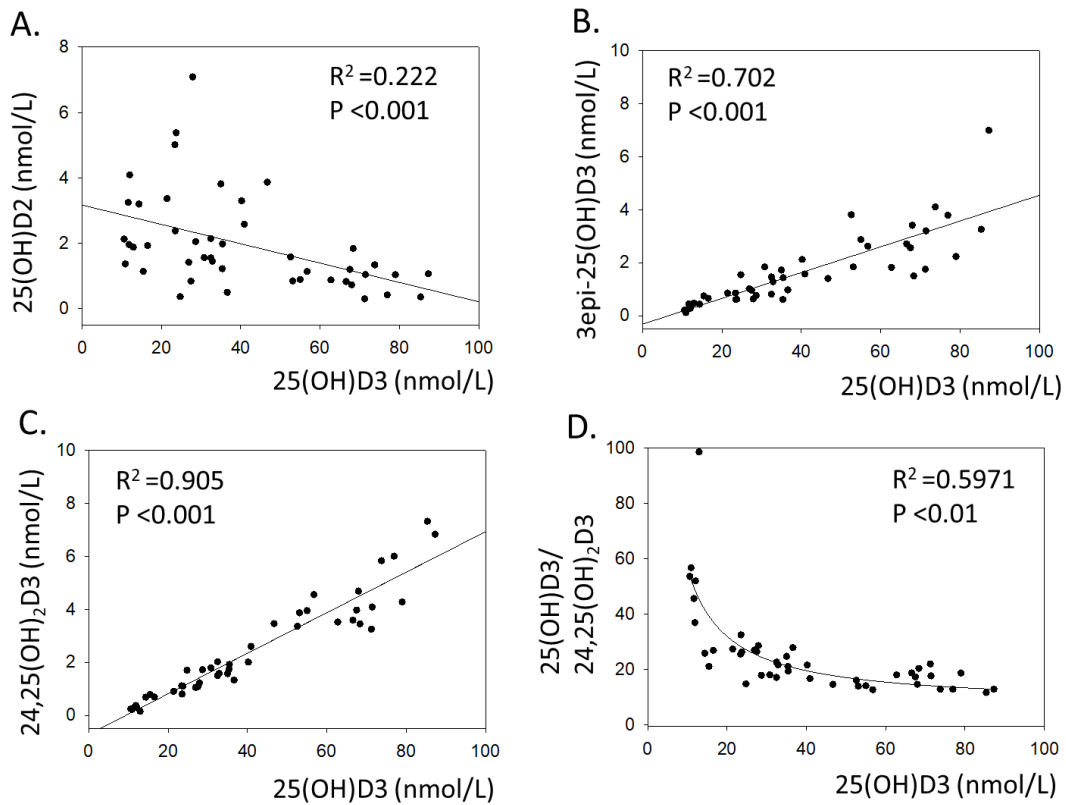 A.
8
6
4
2
0
25(OH)D2 (nmol/L)
R² =0.222
P <0.001
0 20 40 60 80 100
25(OH)D3 (nmol/L)
B.
10
8
6
4
2
0
3epi-25(OH)D3 (nmol/L)
R² =0.702
P <0.001
0 20 40 60 80 100
25(OH)D3 (nmol/L)
C.
10
8
6
4
2
0
24,25(OH)₂D3 (nmol/L)
R² =0.905
P <0.001
0 20 40 60 80 100
25(OH)D3 (nmol/L)
D.
100
80
60
40
20
0
25(OH)D3/
24,25(OH)₂D3
R² =0.5971
P <0.01
0 20 40 60 80 100
25(OH)D3 (nmol/L)